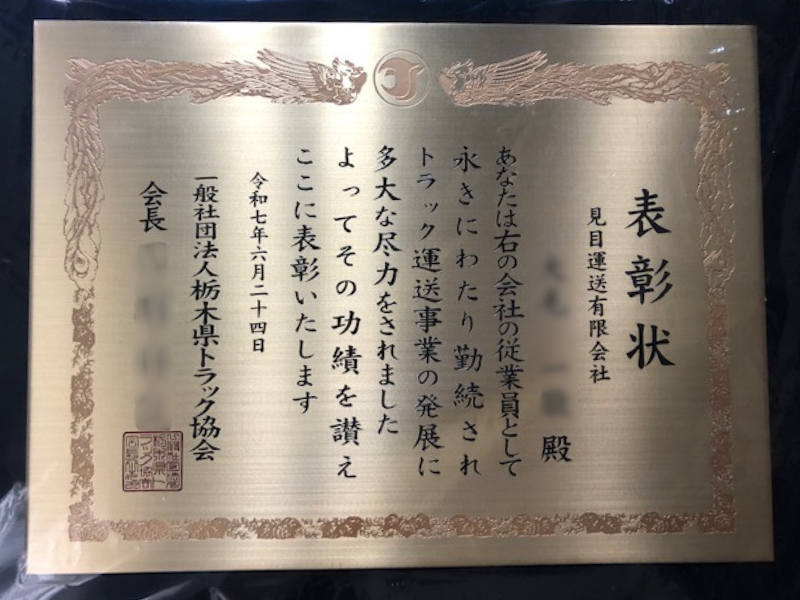 表彰状
見目運送有限会社
殿
あなたは右の会社の従業員として
永きにわたり勤続され
トラック運送事業の発展に
多大な尽力をされました
よってその功績を讃え
ここに表彰いたします
令和七年六月二十四日
一般社団法人栃木県トラック協会
会長